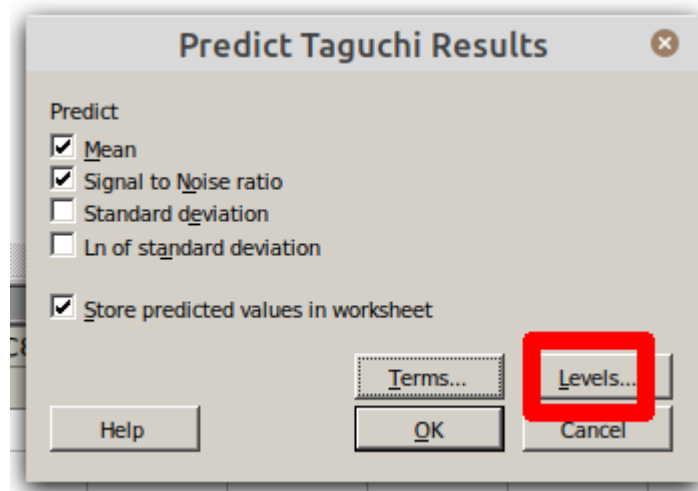 Predict Taguchi Results
Predict
Mean
Signal to Noise ratio
Standard deviation
Ln of standard deviation
Store predicted values in worksheet
Terms... Levels...
Help OK Cancel